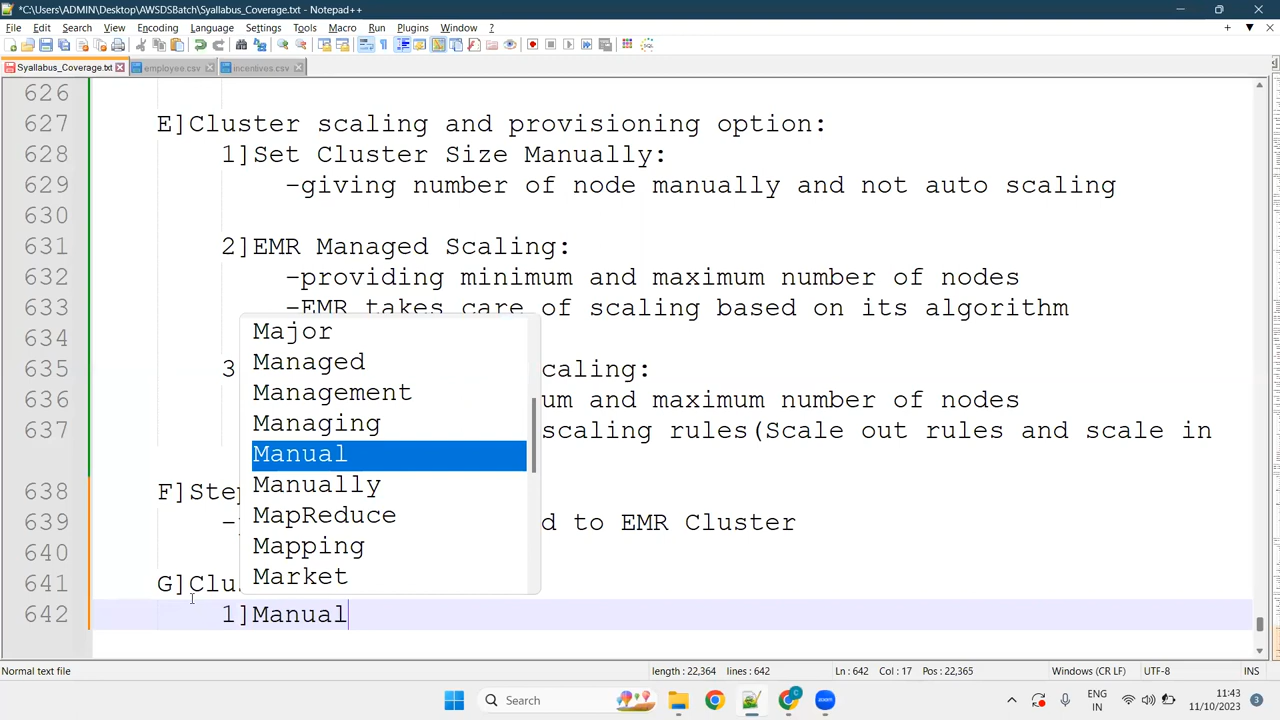 *C:\Users\ADMIN\Desktop\AWSDSBatch\Syallabus_Coverage.txt - Notepad++
File Edit Search View Encoding Language Settings Tools Macro Run Plugins Window ?
Syallabus_Coverage.txt employee.csv incentives.csv
626
627 E]Cluster scaling and provisioning option:
628 1]Set Cluster Size Manually:
629 -giving number of node manually and not auto scaling
630
631 2]EMR Managed Scaling:
632 -providing minimum and maximum number of nodes
633 -EMR takes care of scaling based on its algorithm
634
635 3 caling:
636 um and maximum number of nodes
637 scaling rules(Scale out rules and scale in
638 F]Step
639 - d to EMR Cluster
640
641 G]Clus
642 1]Manual
Major
Managed
Management
Managing
Manual
Manually
MapReduce
Mapping
Market
Normal text file length : 22,364 lines : 642 Ln : 642 Col : 17 Pos : 22,365 Windows (CR LF) UTF-8 INS
Search
ENG
IN
11:43
11/10/2023
3